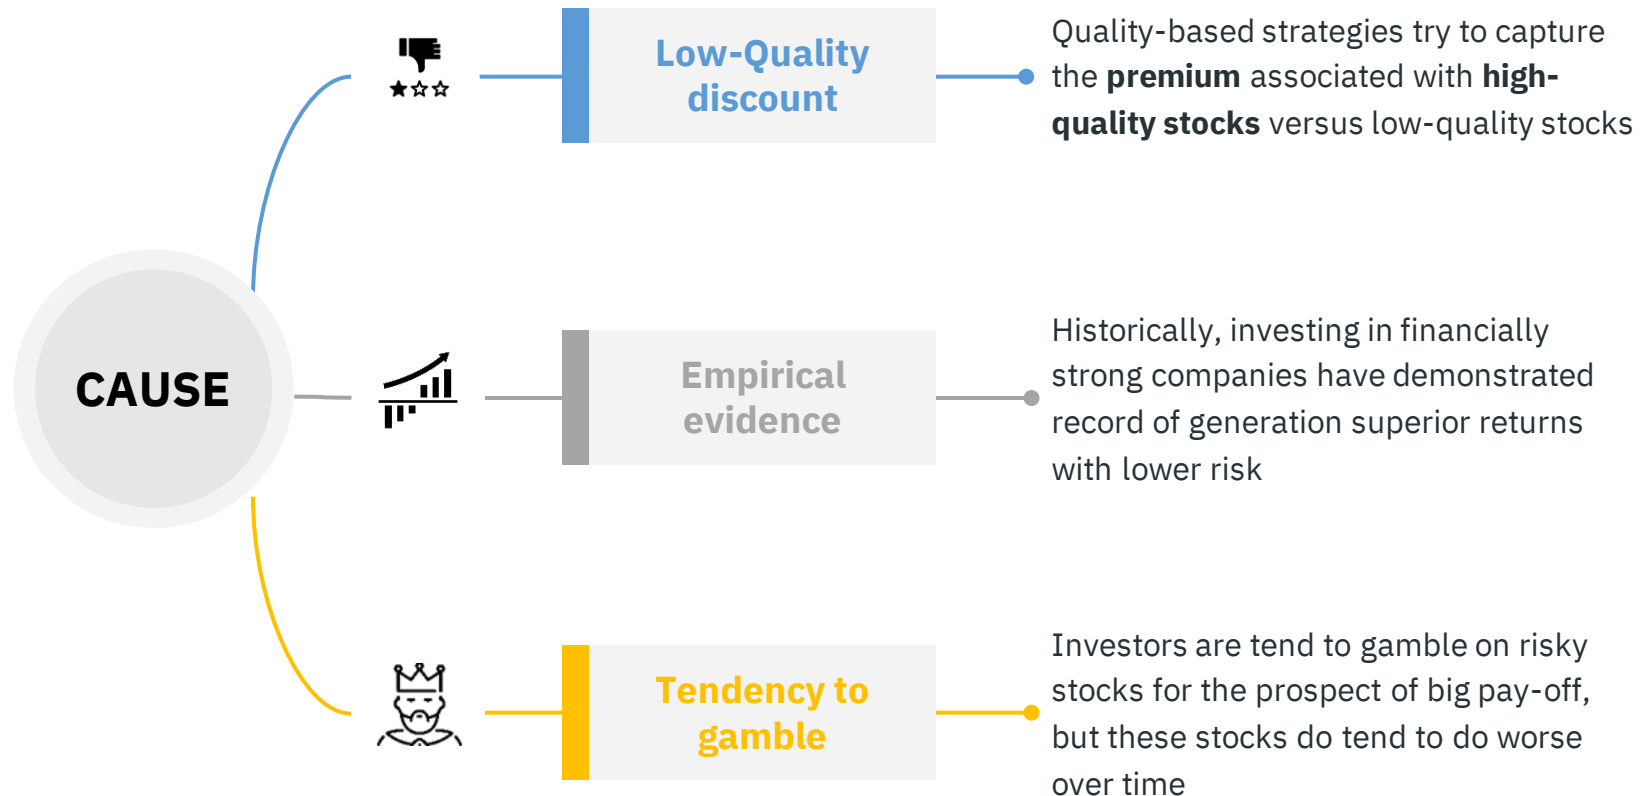 CAUSE
Low-Quality
discount
Quality-based strategies try to capture
the premium associated with high-
quality stocks versus low-quality stocks
Empirical
evidence
Historically, investing in financially
strong companies have demonstrated
record of generation superior returns
with lower risk
Tendency to
gamble
Investors are tend to gamble on risky
stocks for the prospect of big pay-off,
but these stocks do tend to do worse
over time